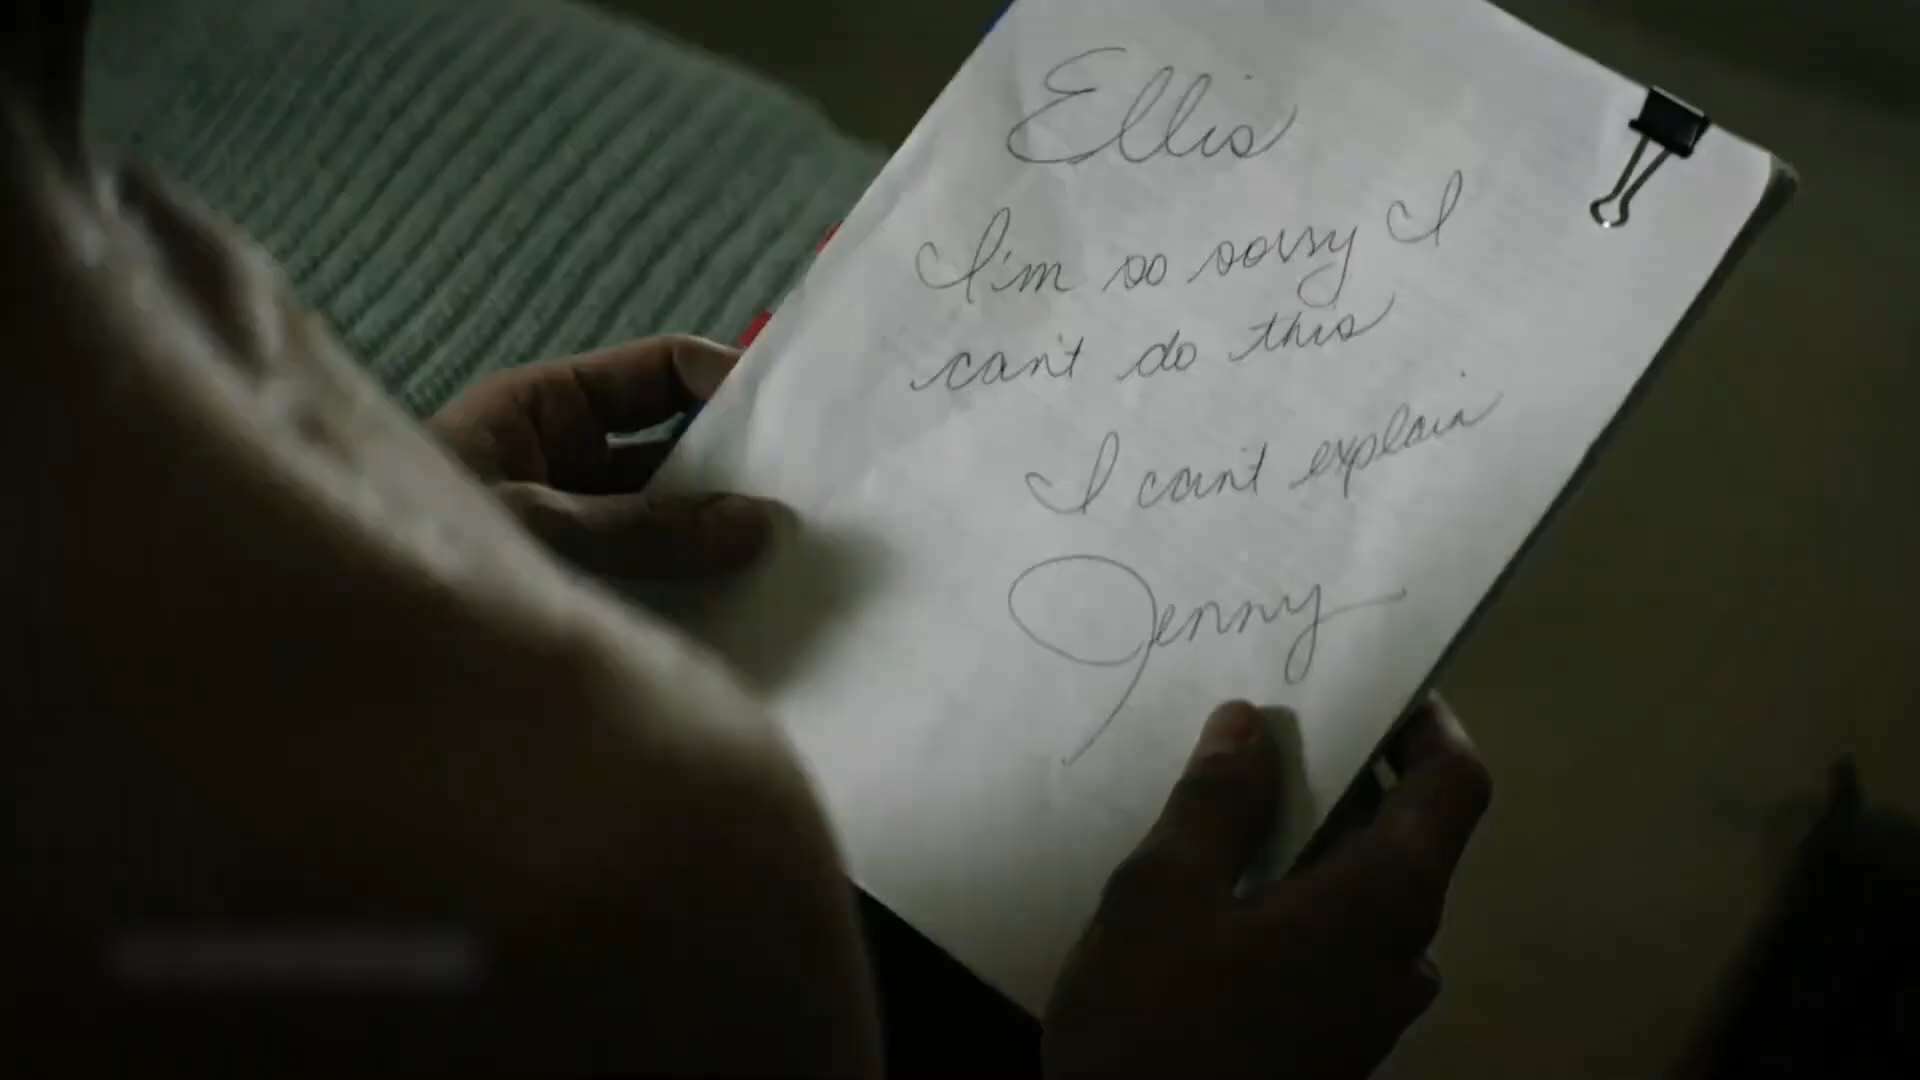 Ellis
I'm so sorry I
can't do this
I can't explain
Jenny